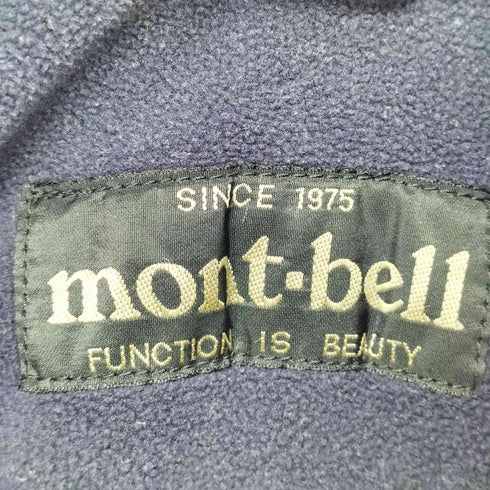 SINCE 1975
mont-bell
FUNCTION IS BEAUTY